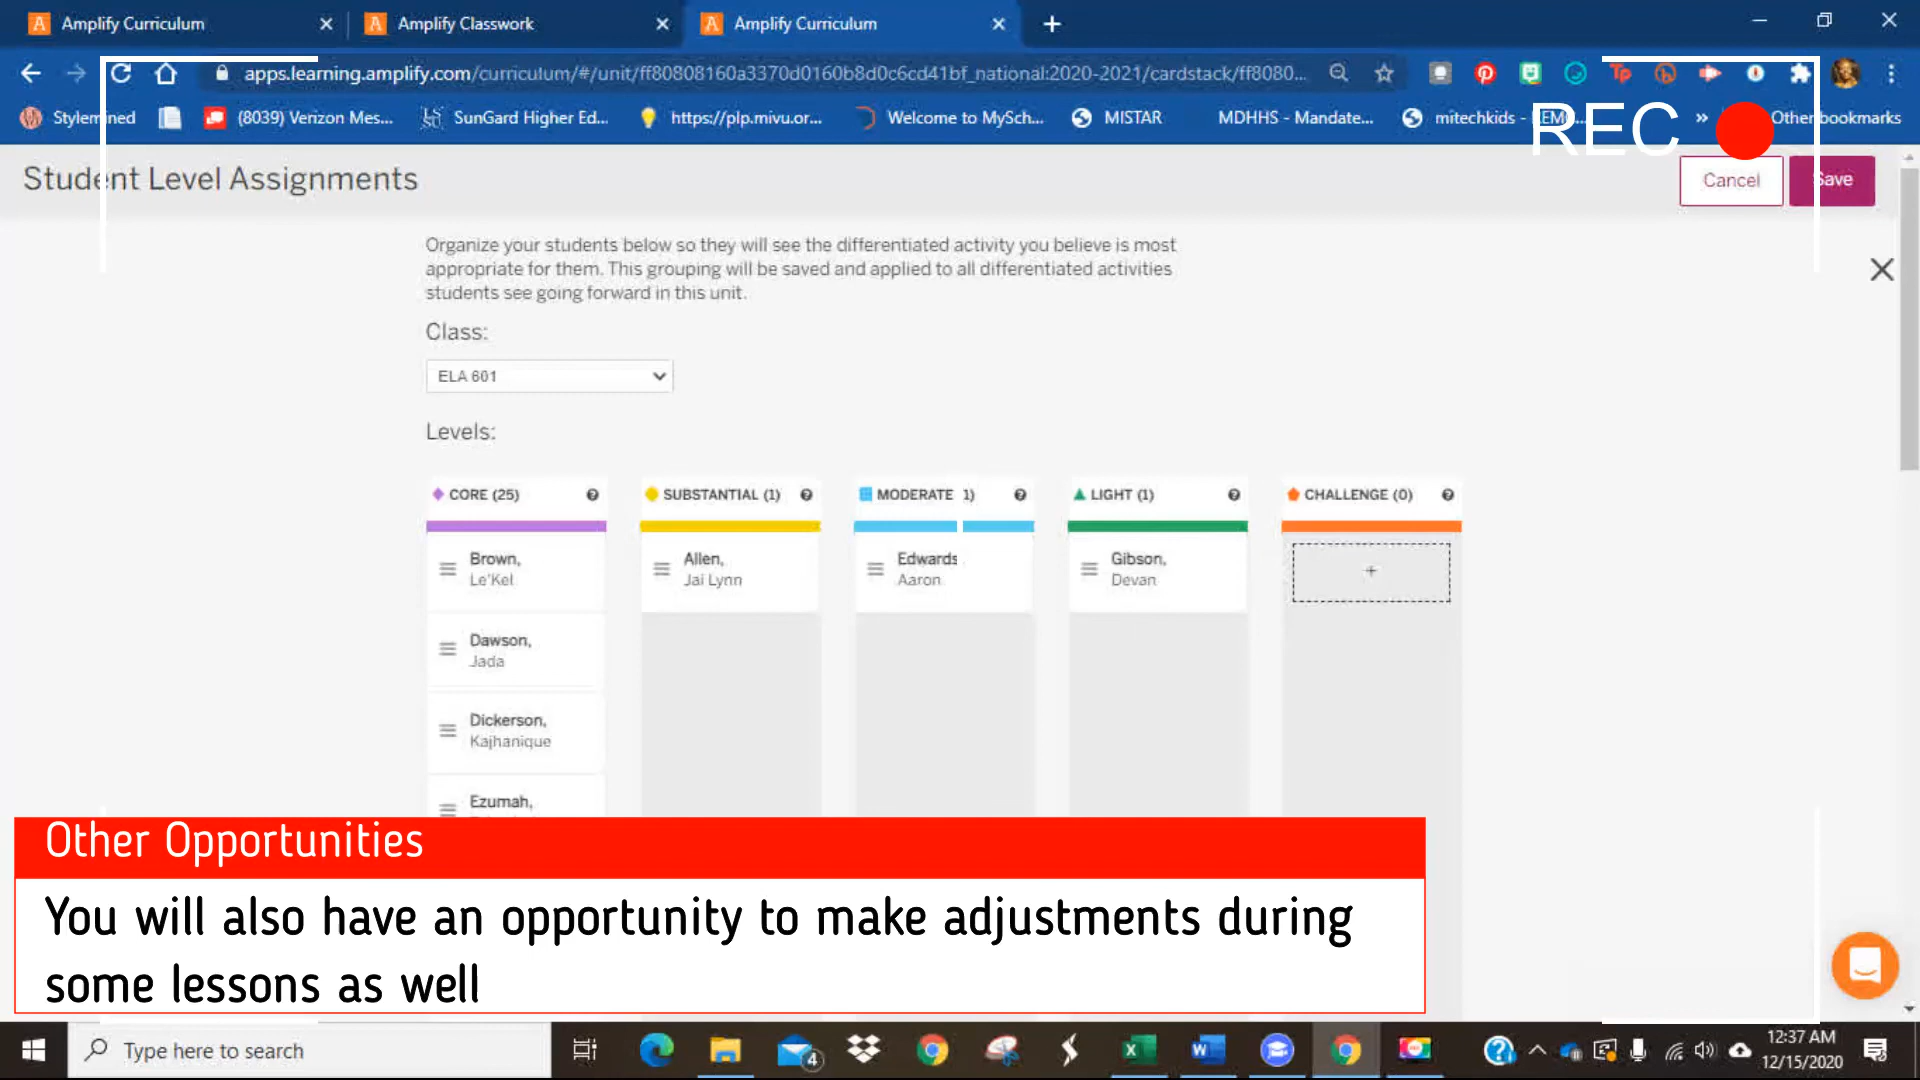 Amplify Curriculum
Amplify Classwork
Amplify Curriculum
apps.learning.amplify.com/curriculum/#/unit/ff80808160a3370d0160b8d0c6cd41bf_national:2020-2021/cardstack/ff8080...
Stylemined
(8039) Verizon Mes...
SunGard Higher Ed...
https://plp.mivu.or...
Welcome to MySch...
MISTAR
MDHHS - Mandate...
mitechkids - REMC...
»
Other bookmarks
REC
Student Level Assignments
Cancel
Save
Organize your students below so they will see the differentiated activity you believe is most
appropriate for them. This grouping will be saved and applied to all differentiated activities
students see going forward in this unit.
Class:
ELA 601
Levels:
CORE (25)
SUBSTANTIAL (1)
MODERATE 1)
LIGHT (1)
CHALLENGE (0)
Brown,
Le'Kel
Allen,
Jai Lynn
Edwards
Aaron
Gibson,
Devan
+
Dawson,
Jada
Dickerson,
Kajhanique
Ezumah,
Other Opportunities
You will also have an opportunity to make adjustments during
some lessons as well
Type here to search
4
12:37 AM
12/15/2020